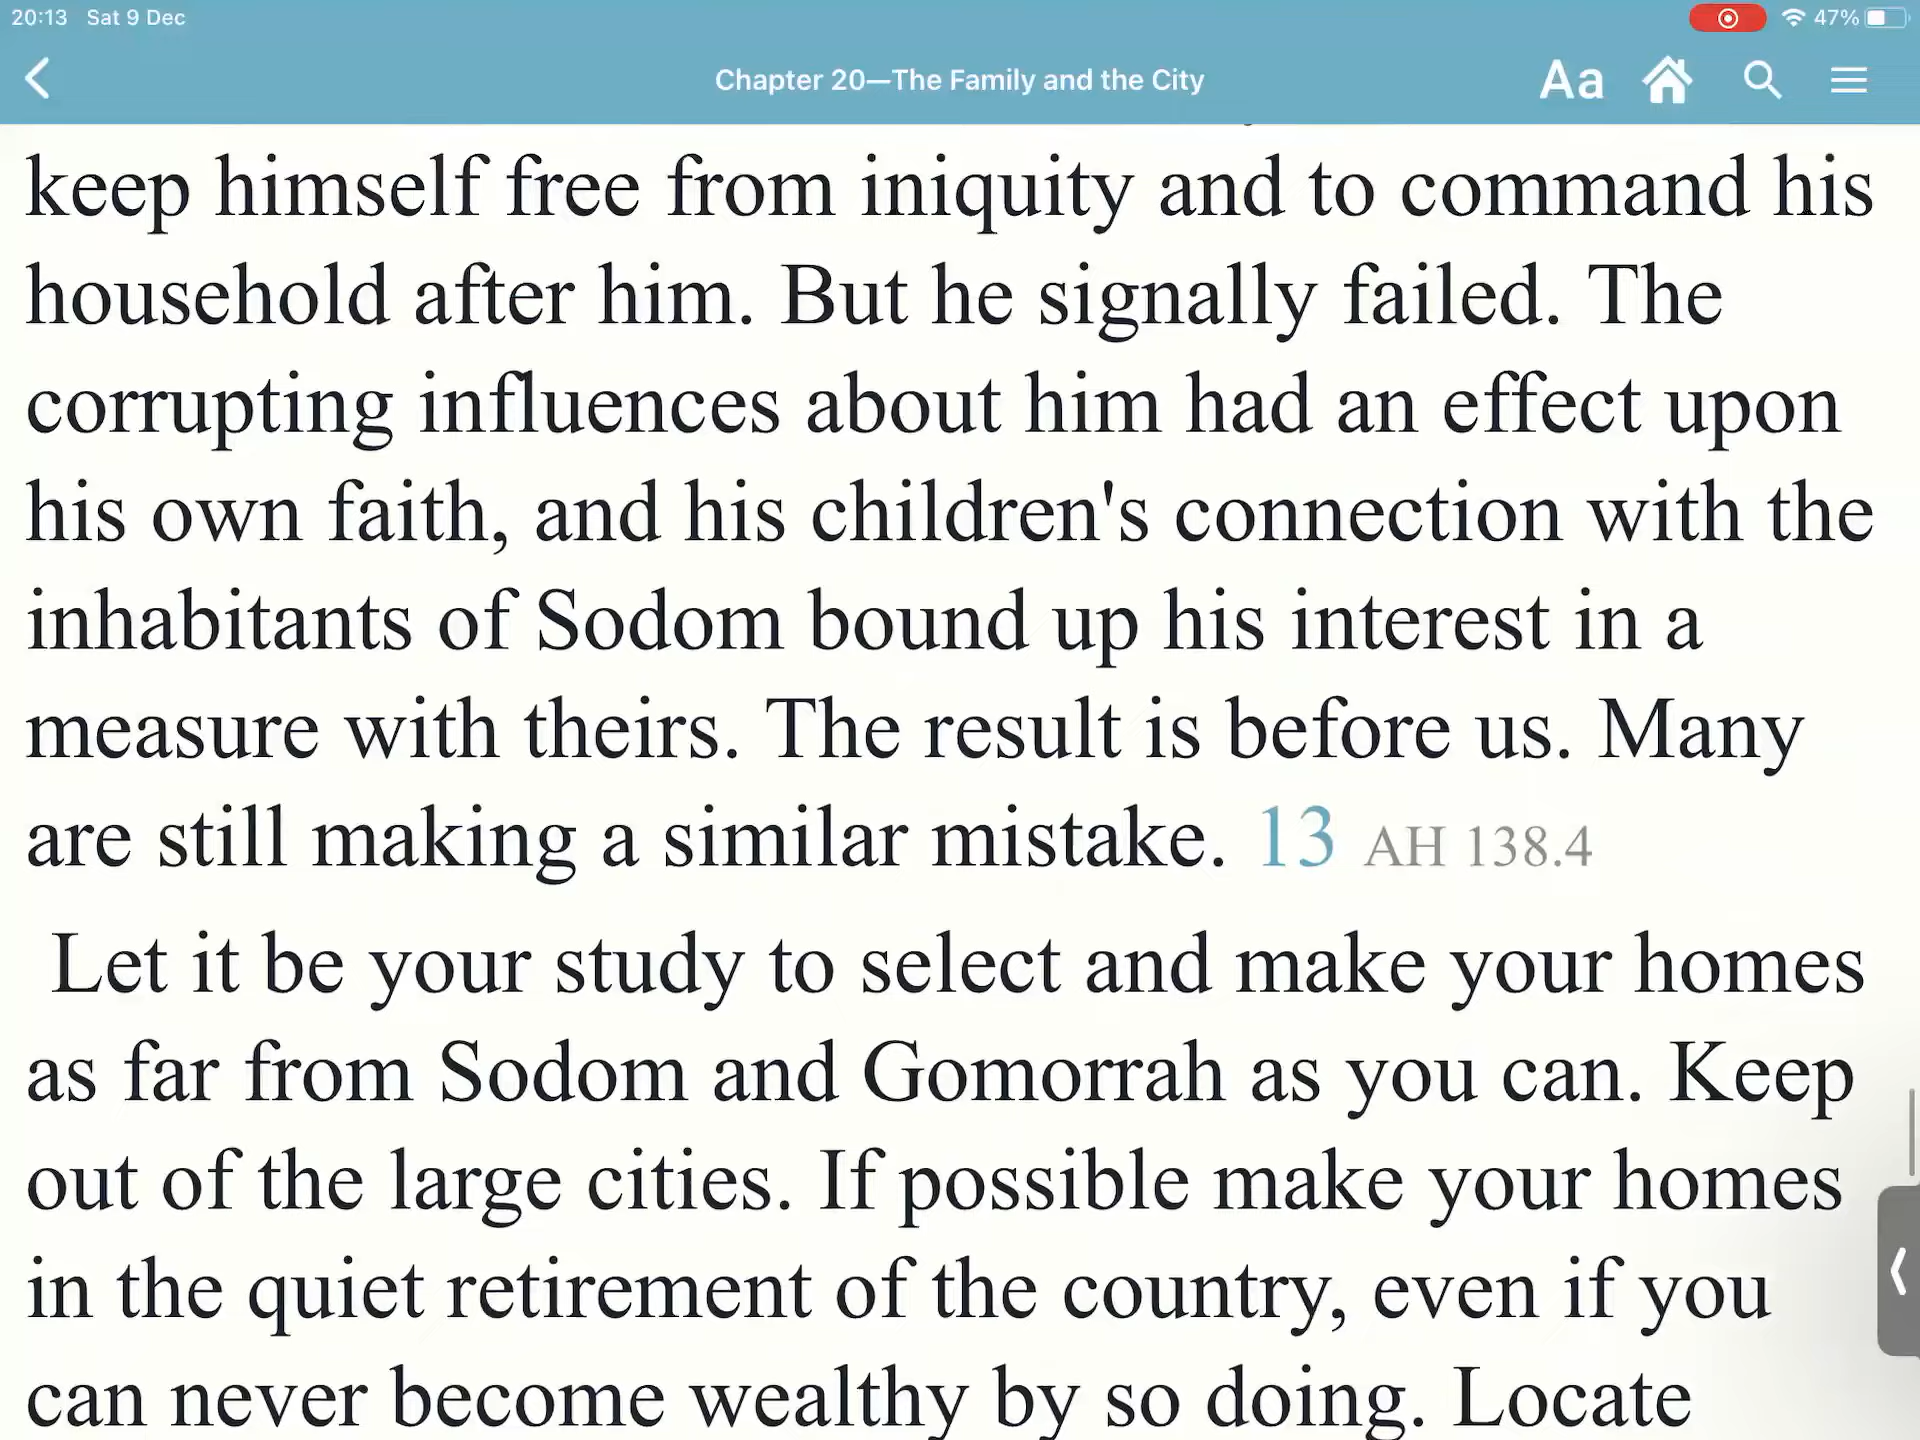 20:13 Sat 9 Dec 47%
Chapter 20—The Family and the City Aa
keep himself free from iniquity and to command his
household after him. But he signally failed. The
corrupting influences about him had an effect upon
his own faith, and his children's connection with the
inhabitants of Sodom bound up his interest in a
measure with theirs. The result is before us. Many
are still making a similar mistake. 13 AH 138.4
Let it be your study to select and make your homes
as far from Sodom and Gomorrah as you can. Keep
out of the large cities. If possible make your homes
in the quiet retirement of the country, even if you
can never become wealthy by so doing. Locate